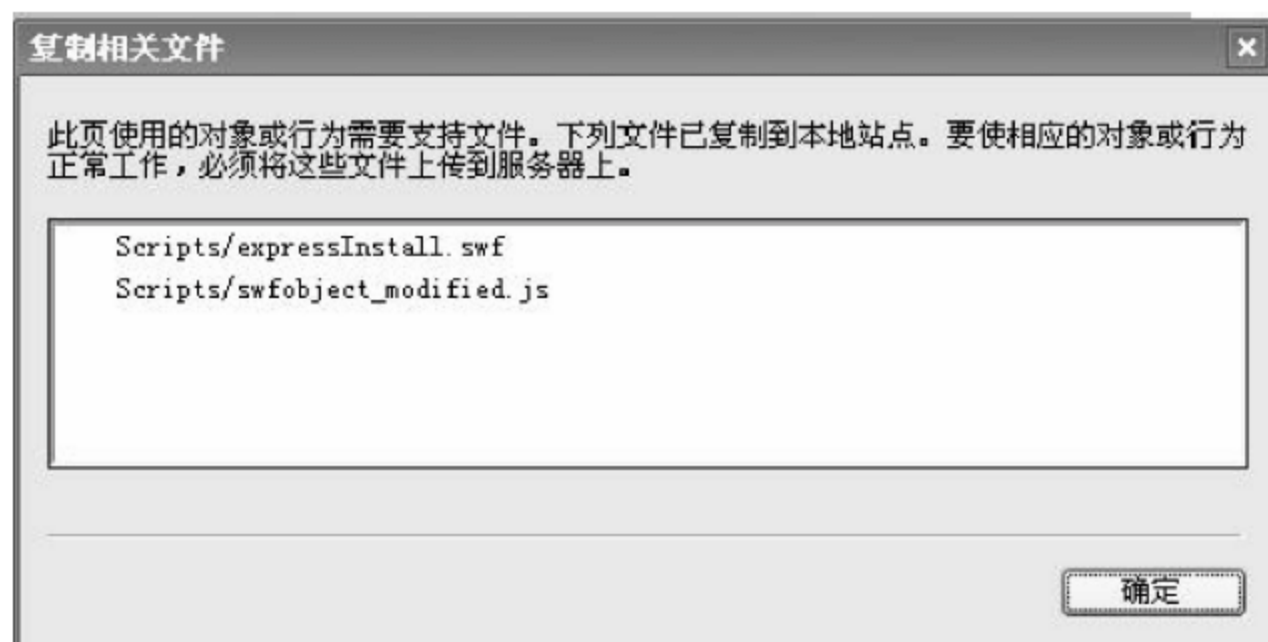 复制相关文件
此页使用的对象或行为需要支持文件。下列文件已复制到本地站点。要使相应的对象或行为
正常工作，必须将这些文件上传到服务器上。
Scripts/expressInstall.swf
Scripts/swfobject_modified.js
确定